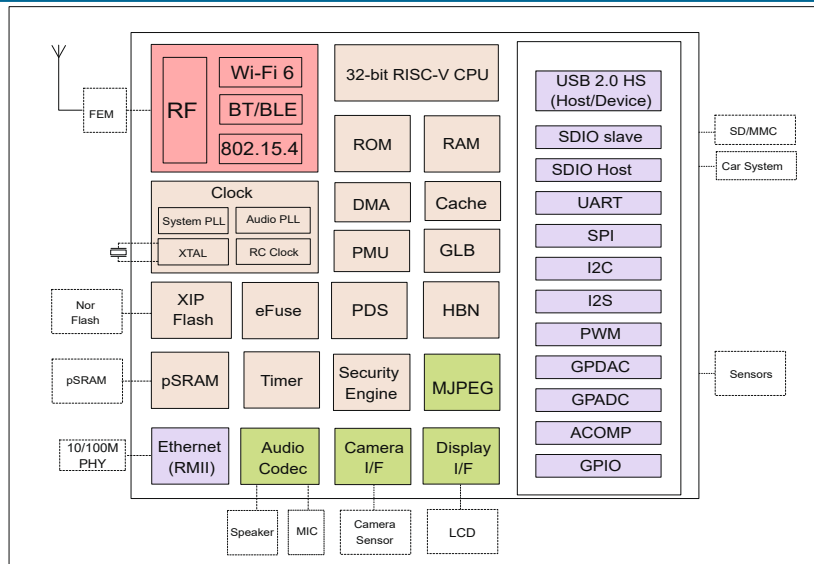 FEM
RF
Wi-Fi 6
BT/BLE
802.15.4
32-bit RISC-V CPU
ROM
RAM
Clock
System PLL
Audio PLL
XTAL
RC Clock
DMA
Cache
PMU
GLB
Nor
Flash
XIP
Flash
eFuse
PDS
HBN
pSRAM
pSRAM
Timer
Security
Engine
MJPEG
10/100M
PHY
Ethernet
(RMII)
Audio
Codec
Camera
I/F
Display
I/F
Speaker
MIC
Camera
Sensor
LCD
USB 2.0 HS
(Host/Device)
SDIO slave
SDIO Host
UART
SPI
I2C
I2S
PWM
GPDAC
GPADC
ACOMP
GPIO
SD/MMC
Car System
Sensors